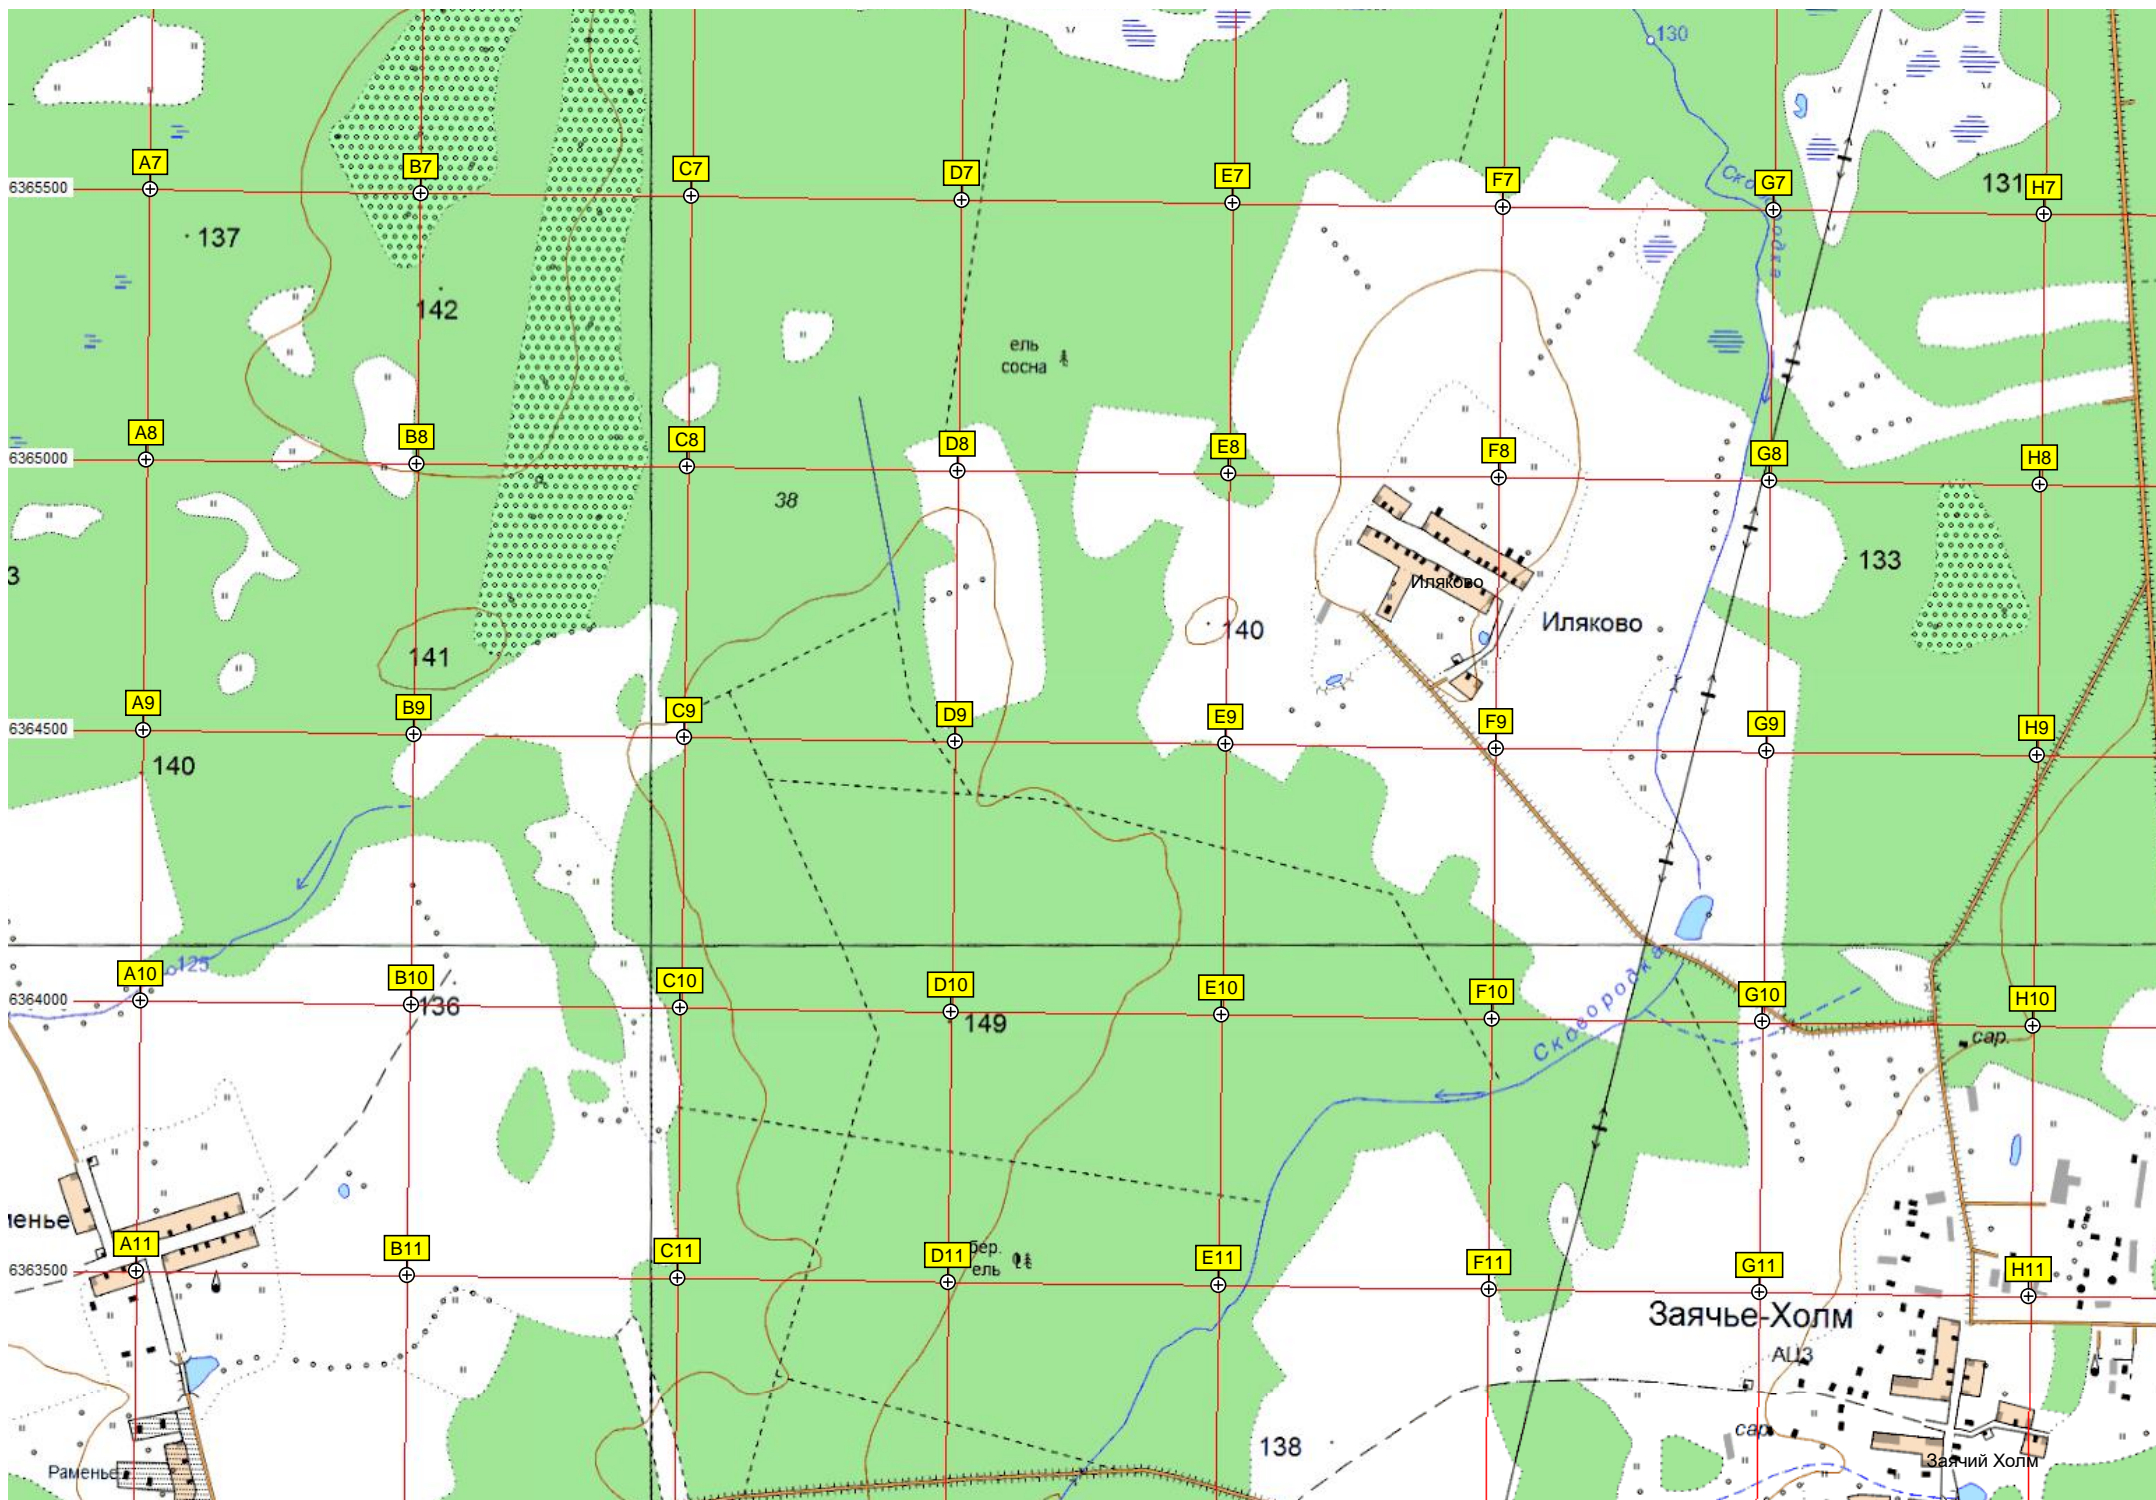 130
A7
B7
C7
D7
E7
F7
Сковородка
G7
131
H7
6365500
137
142
ель
сосна
A8
B8
C8
D8
E8
F8
G8
H8
6365000
38
3
133
Иляково
Иляково
140
141
A9
B9
C9
D9
E9
F9
G9
H9
6364500
140
A10
125
B10
C10
D10
E10
F10
Сковородка
G10
H10
6364000
136
149
сар.
енье
A11
B11
C11
D11
бер.
ель
E11
F11
G11
H11
6363500
Заячье-Холм
АЦЗ
138
сар.
Раменье
Заячий Холм